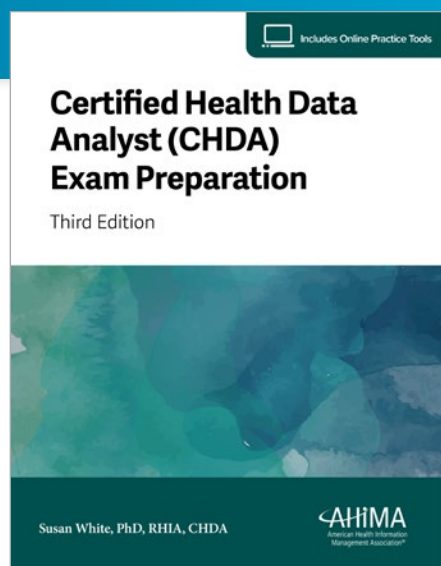 Includes Online Practice Tools
Certified Health Data
Analyst (CHDA)
Exam Preparation
Third Edition
Susan White, PhD, RHIA, CHDA
AHIMA
American Health Information
Management Association®